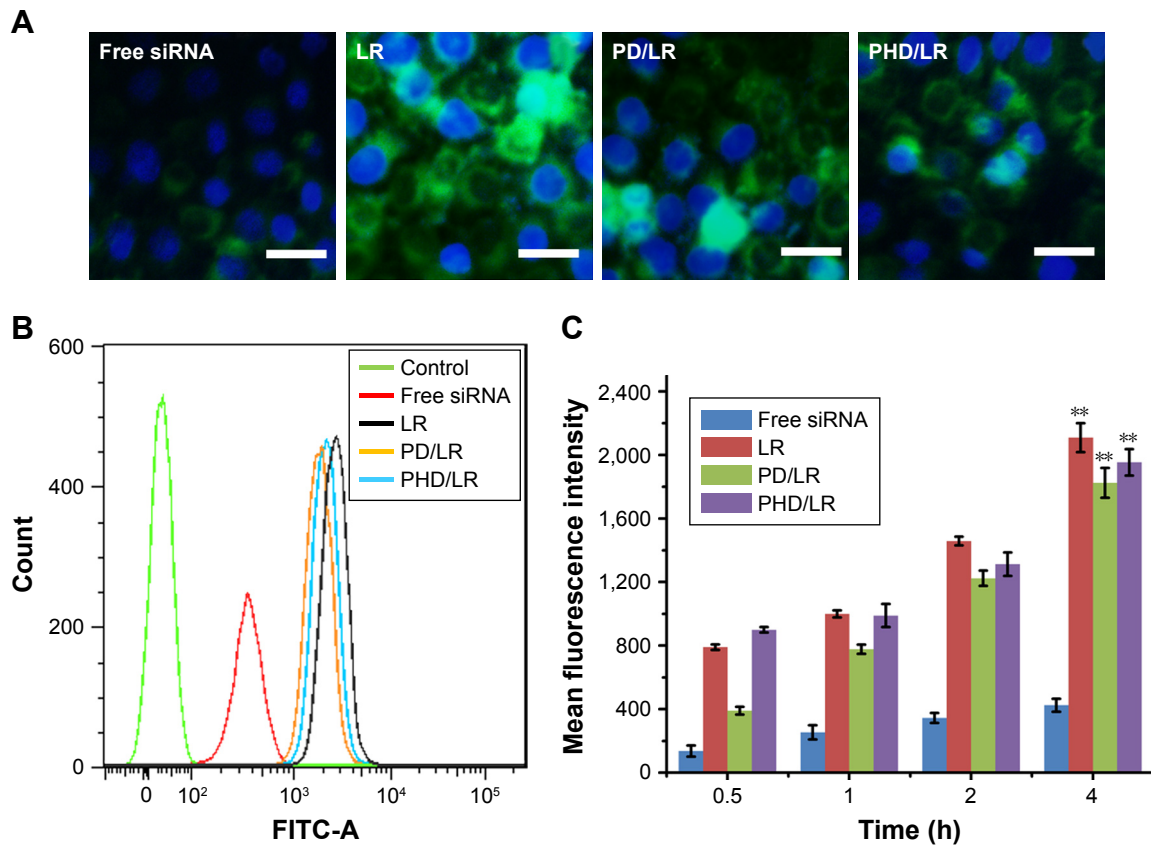 A
Free siRNA
LR
PD/LR
PHD/LR
B
600
400
200
0
Count
0 10² 10³ 10⁴ 10⁵
FITC-A
Control
Free siRNA
LR
PD/LR
PHD/LR
C
2,400
2,000
1,600
1,200
800
400
0
Mean fluorescence intensity
Free siRNA
LR
PD/LR
PHD/LR
**
**
**
0.5 1 2 4
Time (h)